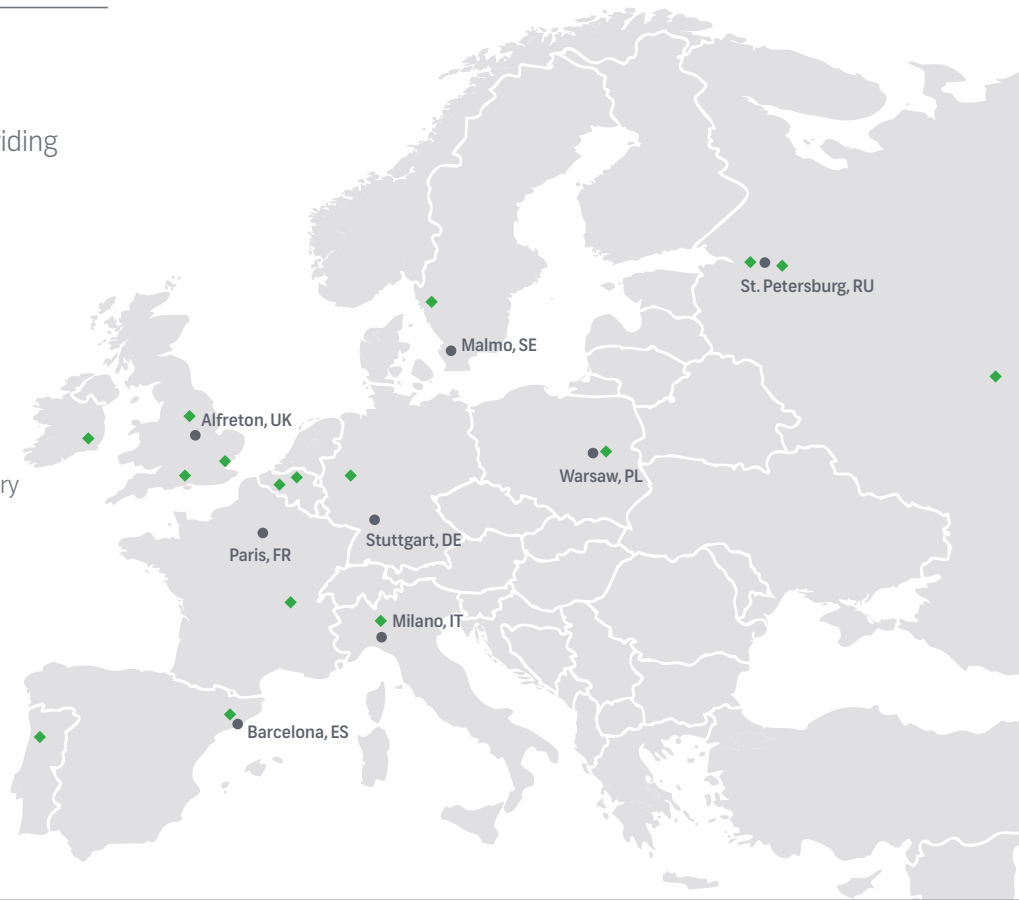 iding
St. Petersburg, RU
Malmo, SE
Alfreton, UK
Warsaw, PL
ry
Stuttgart, DE
Paris, FR
Milano, IT
Barcelona, ES